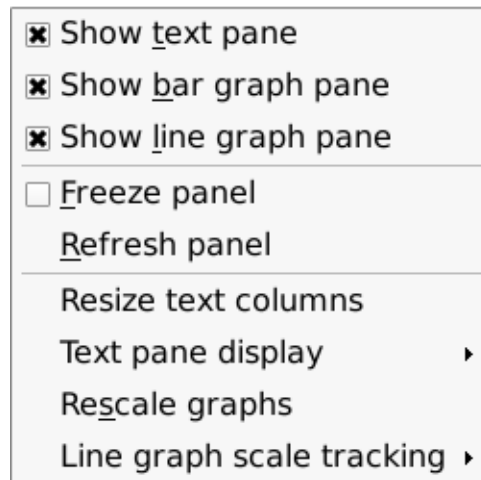 Show text pane
Show bar graph pane
Show line graph pane
Freeze panel
Refresh panel
Resize text columns
Text pane display
Rescale graphs
Line graph scale tracking